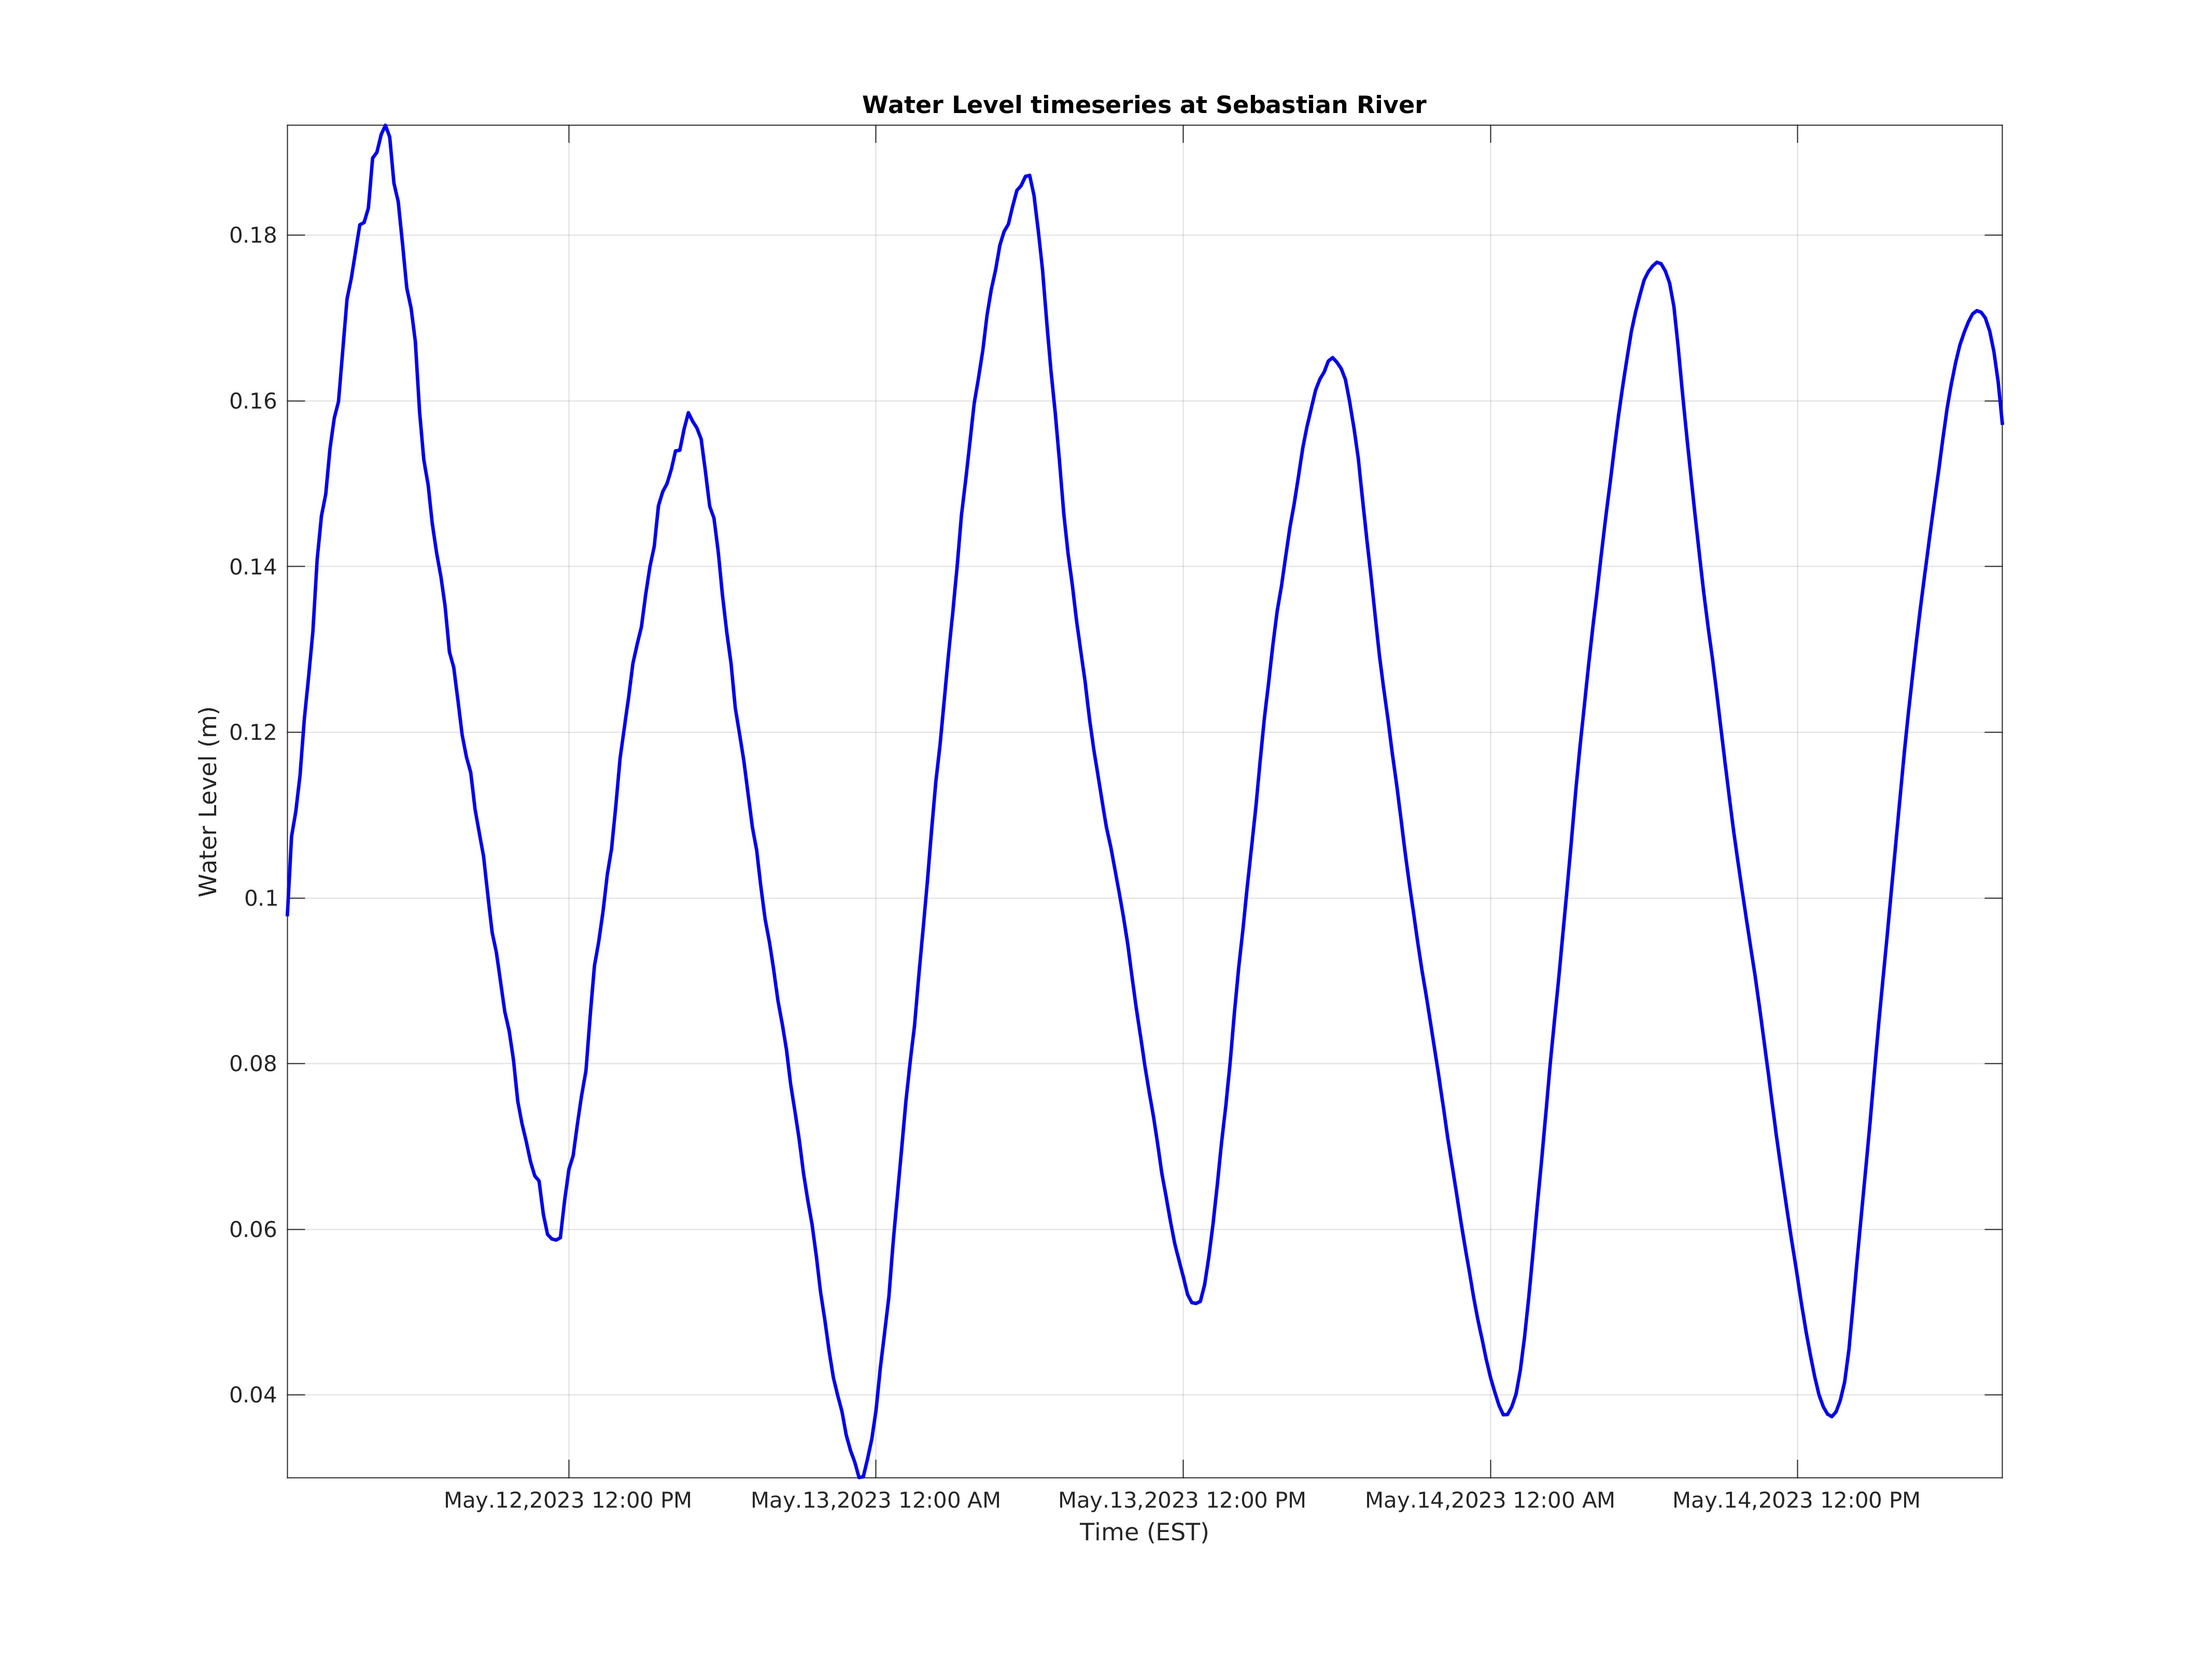 Water Level timeseries at Sebastian River
0.18
0.16
0.14
0.12
0.1
0.08
0.06
0.04
Water Level (m)
May.12,2023 12:00 PM
May.13,2023 12:00 AM
May.13,2023 12:00 PM
May.14,2023 12:00 AM
May.14,2023 12:00 PM
Time (EST)